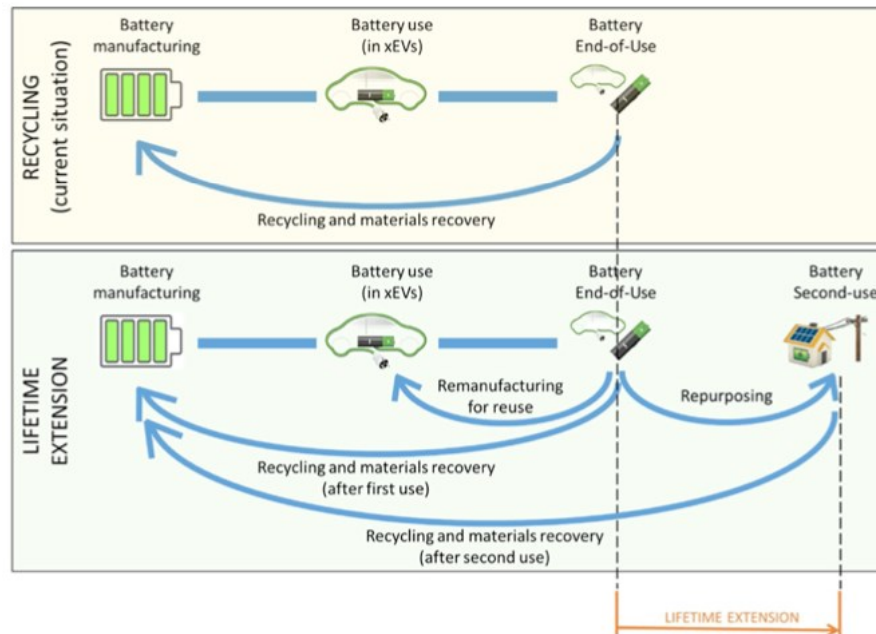 RECYCLING
(current situation)
Battery
manufacturing
Battery use
(in xEVs)
Battery
End-of-Use
Recycling and materials recovery
LIFETIME
EXTENSION
Battery
manufacturing
Battery use
(in xEVs)
Battery
End-of-Use
Battery
Second-use
Remanufacturing
for reuse
Repurposing
Recycling and materials recovery
(after first use)
Recycling and materials recovery
(after second use)
LIFETIME EXTENSION